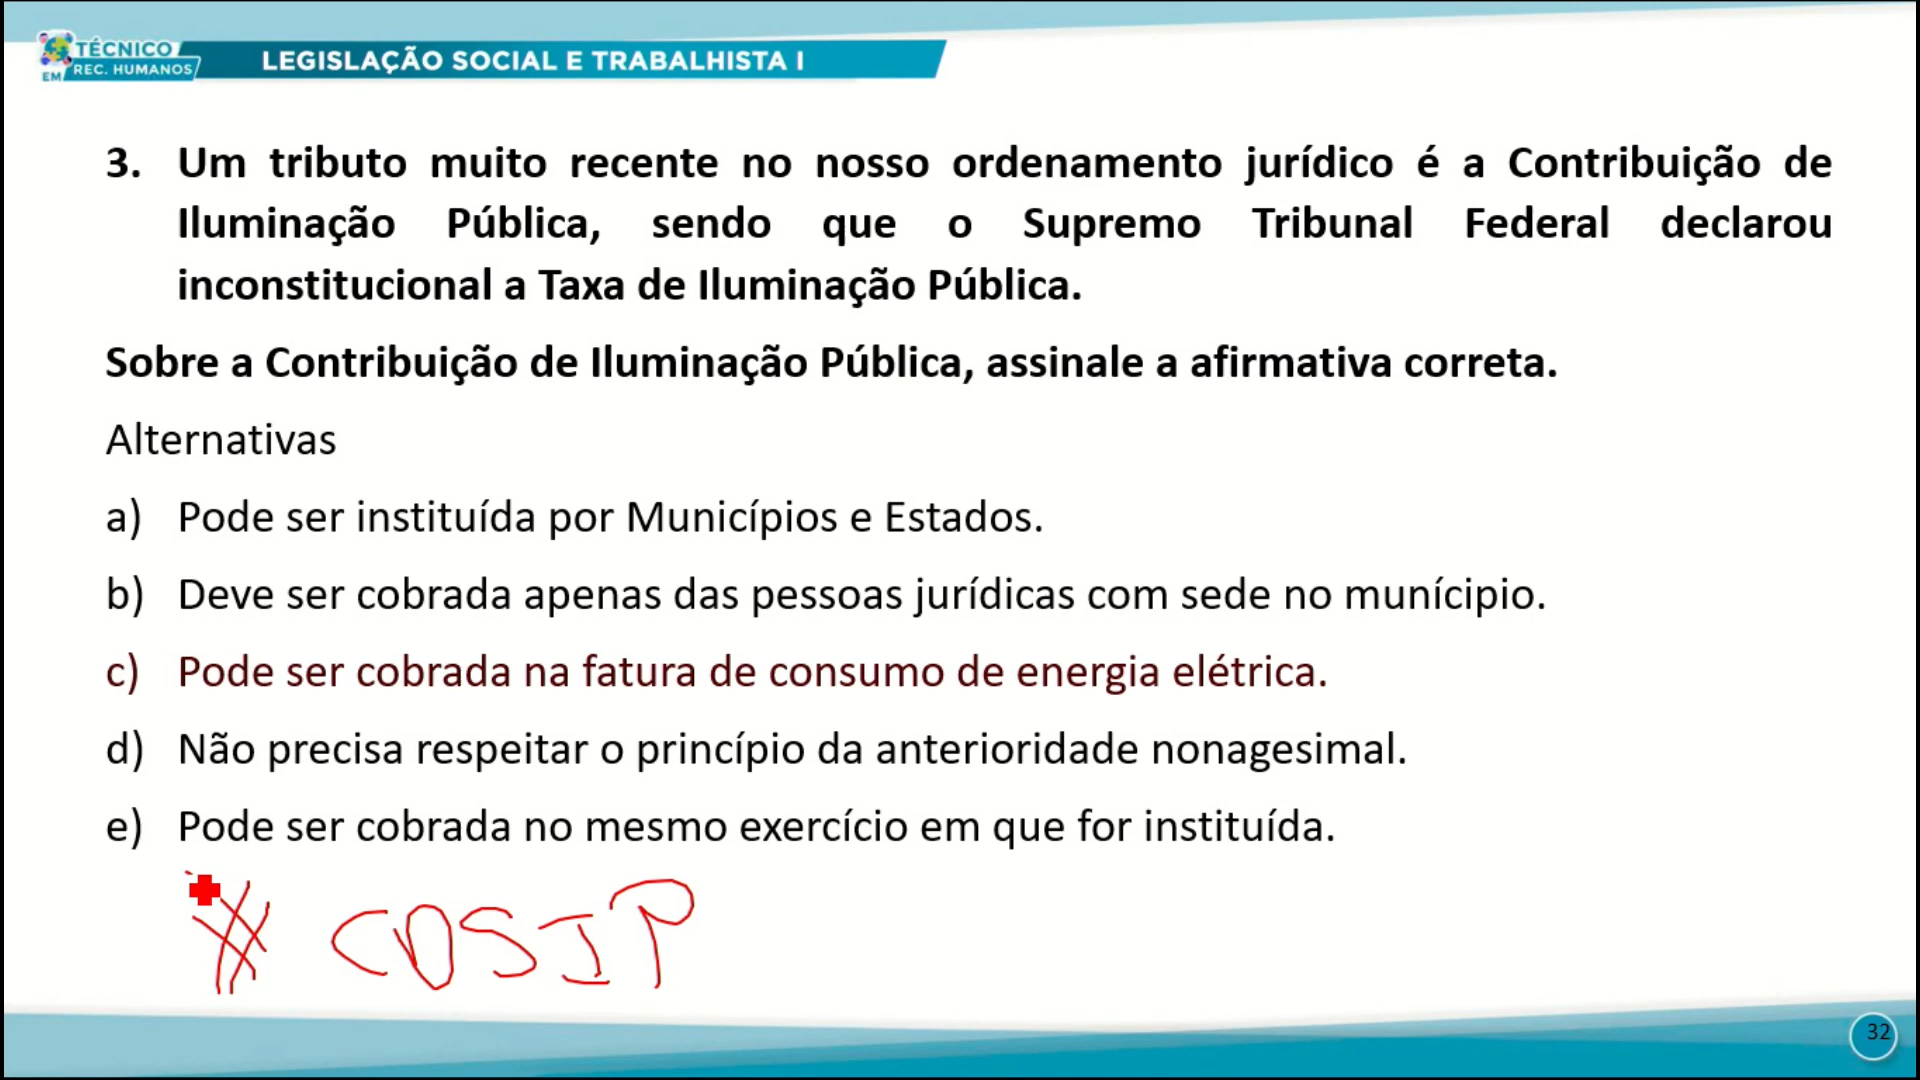 TÉCNICO
EM REC. HUMANOS
LEGISLAÇÃO SOCIAL E TRABALHISTA I
3. Um tributo muito recente no nosso ordenamento jurídico é a Contribuição de
Iluminação Pública, sendo que o Supremo Tribunal Federal declarou
inconstitucional a Taxa de Iluminação Pública.
Sobre a Contribuição de Iluminação Pública, assinale a afirmativa correta.
Alternativas
a) Pode ser instituída por Municípios e Estados.
b) Deve ser cobrada apenas das pessoas jurídicas com sede no munícipio.
c) Pode ser cobrada na fatura de consumo de energia elétrica.
d) Não precisa respeitar o princípio da anterioridade nonagesimal.
e) Pode ser cobrada no mesmo exercício em que for instituída.
COSIP
32